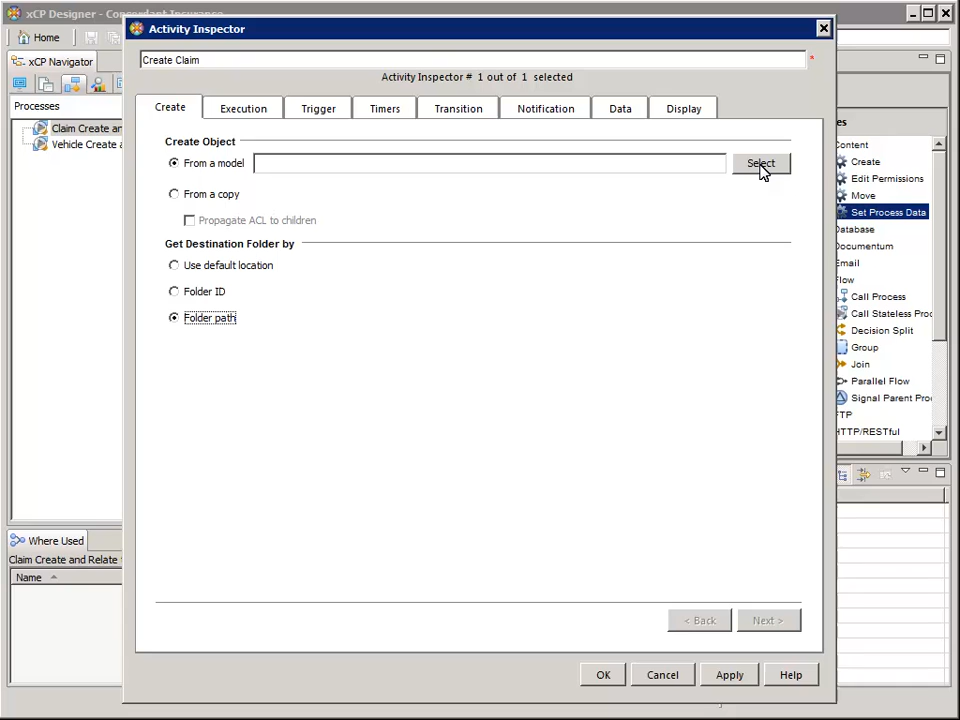 xCP Designer - Concordant Insurance
Home
xCP Navigator
Processes
Claim Create an
Vehicle Create a
Where Used
Claim Create and Relate
Name
Activity Inspector
Create Claim
*
Activity Inspector # 1 out of 1 selected
Create
Execution
Trigger
Timers
Transition
Notification
Data
Display
Create Object
From a model
Select
From a copy
Propagate ACL to children
Get Destination Folder by
Use default location
Folder ID
Folder path
< Back
Next >
OK
Cancel
Apply
Help
es
Content
Create
Edit Permissions
Move
Set Process Data
Database
Documentum
Email
Flow
Call Process
Call Stateless Proc
Decision Split
Group
Join
Parallel Flow
Signal Parent Pro
FTP
HTTP/RESTful